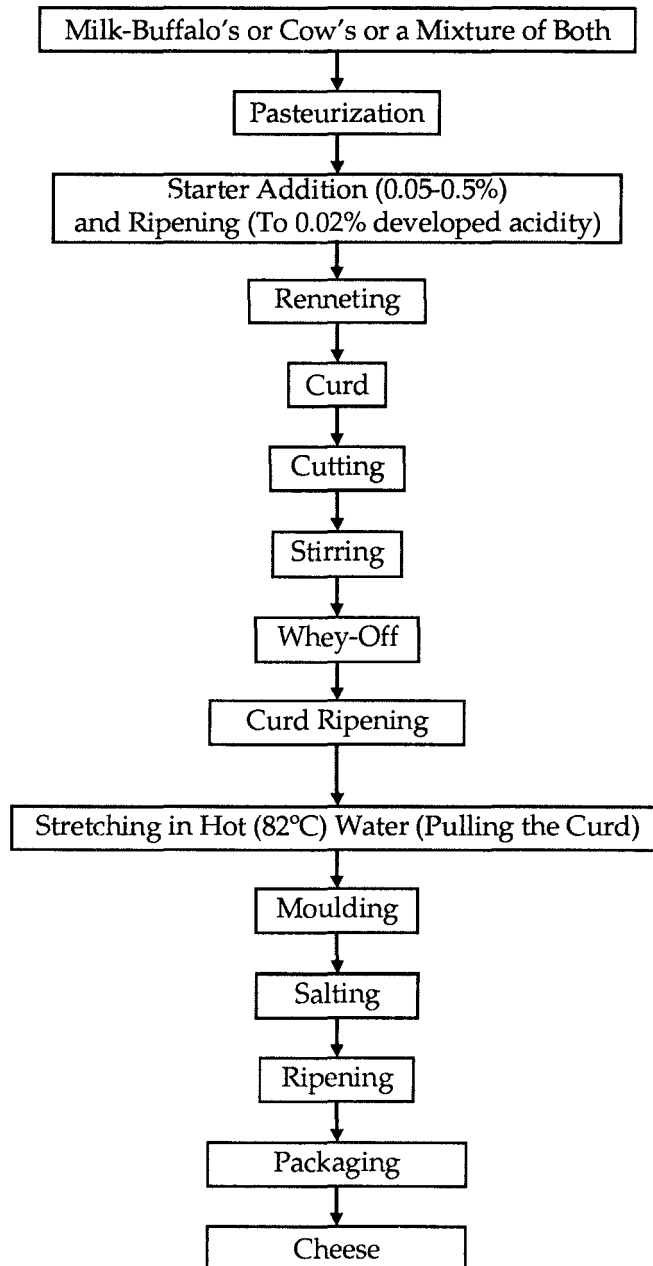 Milk-Buffalo's or Cow's or a Mixture of Both
Pasteurization
Starter Addition (0.05-0.5%)
and Ripening (To 0.02% developed acidity)
Renneting
Curd
Cutting
Stirring
Whey-Off
Curd Ripening
Stretching in Hot (82°C) Water (Pulling the Curd)
Moulding
Salting
Ripening
Packaging
Cheese